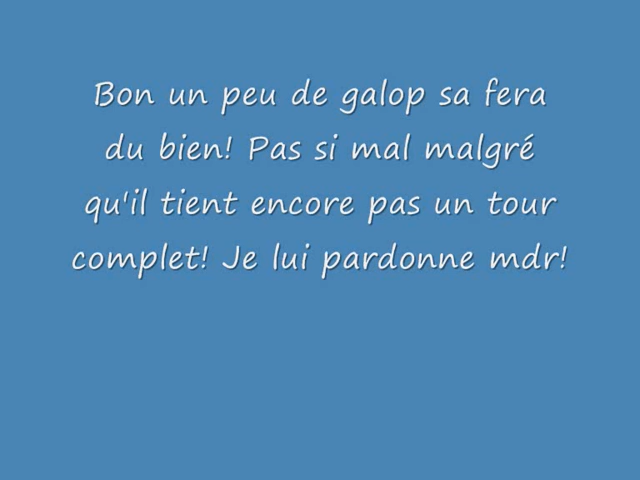 Bon un peu de galop sa fera
du bien! Pas si mal malgré
qu'il tient encore pas un tour
complet! Je lui pardonne mdr!